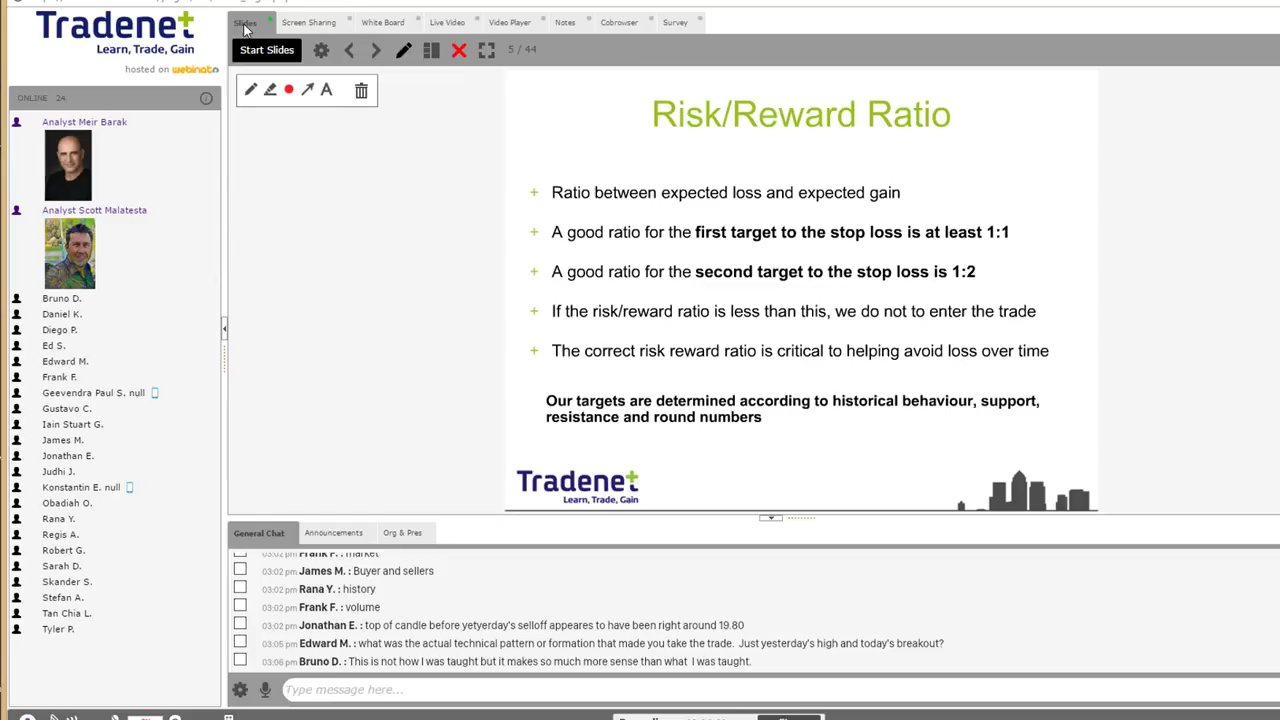 Tradenet
Learn, Trade, Gain
hosted on webinato
ONLINE 24
Analyst Meir Barak
Analyst Scott Malatesta
Bruno D.
Daniel K.
Diego P.
Ed S.
Edward M.
Frank F.
Geevendra Paul S. null
Gustavo C.
Iain Stuart G.
James M.
Jonathan E.
Judhi J.
Konstantin E. null
Obadiah O.
Rana Y.
Regis A.
Robert G.
Sarah D.
Skander S.
Stefan A.
Tan Chia L.
Tyler P.
Slides Screen Sharing White Board Live Video Video Player Notes Cobrowser Survey
Start Slides 5 / 44
A
Risk/Reward Ratio
+ Ratio between expected loss and expected gain
+ A good ratio for the first target to the stop loss is at least 1:1
+ A good ratio for the second target to the stop loss is 1:2
+ If the risk/reward ratio is less than this, we do not to enter the trade
+ The correct risk reward ratio is critical to helping avoid loss over time
Our targets are determined according to historical behaviour, support,
resistance and round numbers
Tradenet
Learn, Trade, Gain
General Chat Announcements Org & Pres
03:02 pm Frank F. : market
03:02 pm James M. : Buyer and sellers
03:02 pm Rana Y. : history
03:02 pm Frank F. : volume
03:02 pm Jonathan E. : top of candle before yetyerday's selloff appears to have been right around 19.80
03:05 pm Edward M. : what was the actual technical pattern or formation that made you take the trade. Just yesterday's high and today's breakout?
03:06 pm Bruno D. : This is not how I was taught but it makes so much more sense than what I was taught.
Type message here...